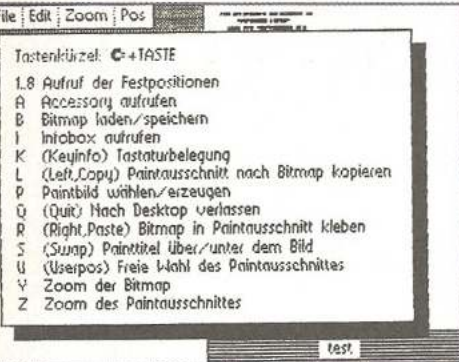 File Edit Zoom Pos
Tastenkürzel: C=+TASTE
1..8 Aufruf der Festpositionen
A Accessory aufrufen
B Bitmap laden/speichern
I Infobox aufrufen
K (Keyinfo) Tastaturbelegung
L (Left,Copy) Paintausschnitt nach Bitmap kopieren
P Paintbild wählen/erzeugen
Q (Quit) Nach Desktop verlassen
R (Right,Paste) Bitmap in Paintausschnitt kleben
S (Swap) Painttitel über/unter dem Bild
U (Userpos) Freie Wahl des Paintausschnittes
Y Zoom der Bitmap
Z Zoom des Paintausschnittes
test